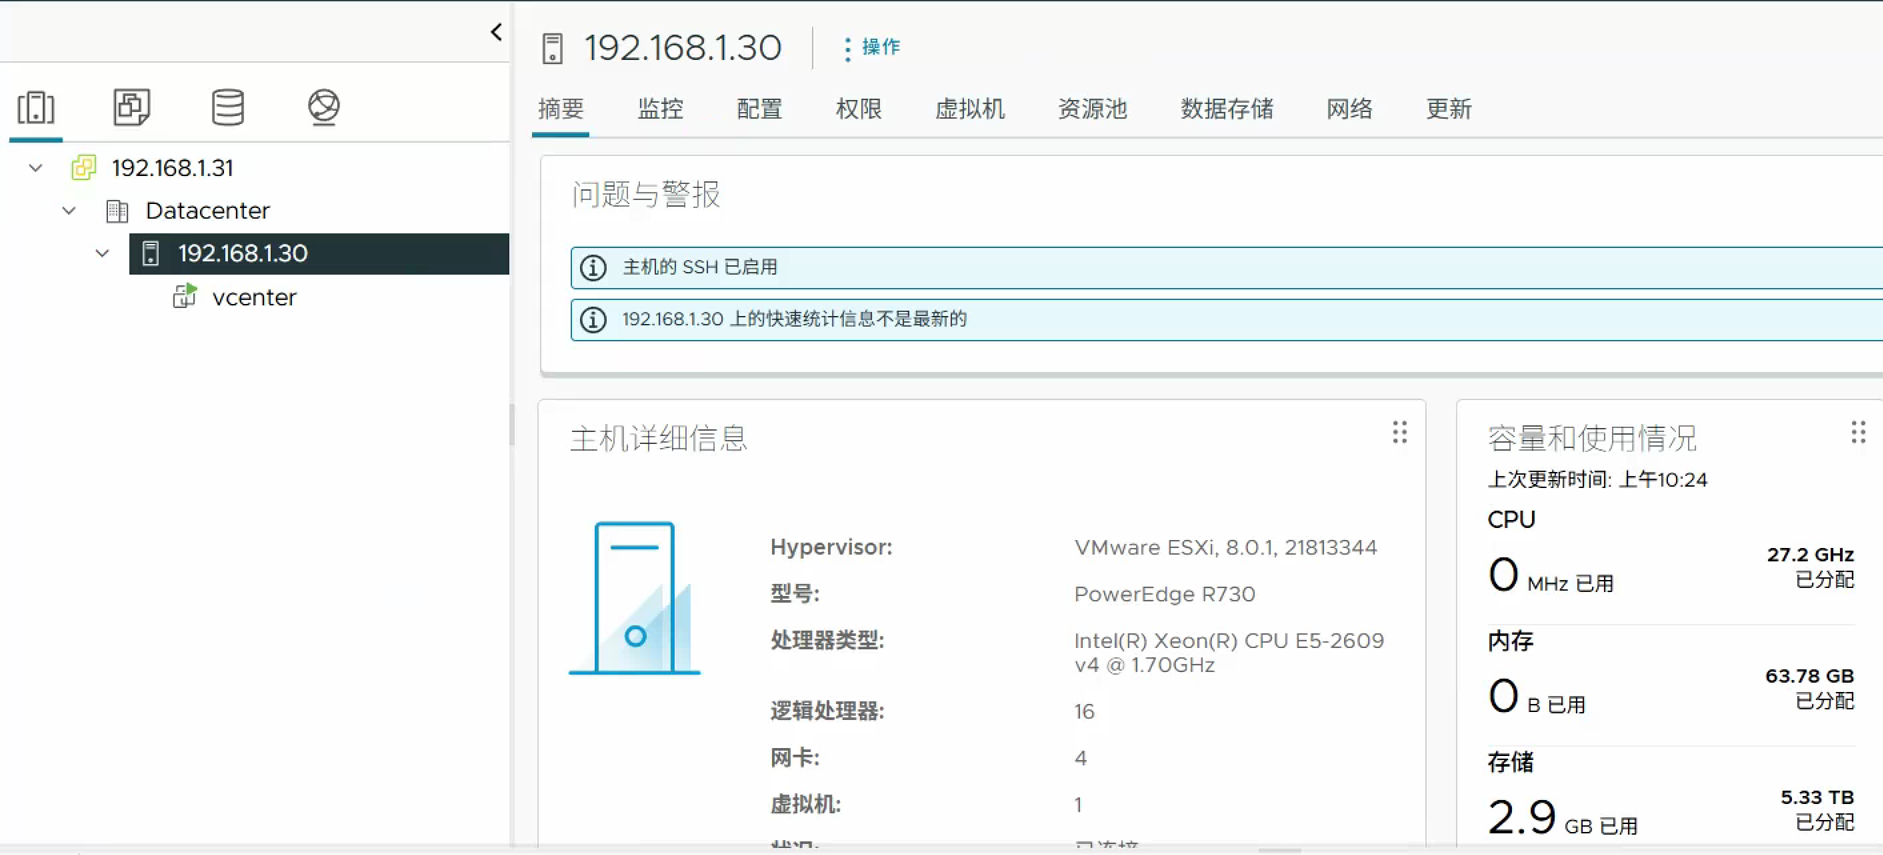 192.168.1.31
Datacenter
192.168.1.30
vcenter
192.168.1.30
操作
摘要 监控 配置 权限 虚拟机 资源池 数据存储 网络 更新
问题与警报
主机的 SSH 已启用
192.168.1.30 上的快速统计信息不是最新的
主机详细信息
Hypervisor: VMware ESXi, 8.0.1, 21813344
型号: PowerEdge R730
处理器类型: Intel(R) Xeon(R) CPU E5-2609
v4 @ 1.70GHz
逻辑处理器: 16
网卡: 4
虚拟机: 1
状况: 已连接
容量和使用情况
上次更新时间: 上午10:24
CPU
27.2 GHz
0 MHz 已用 已分配
内存
63.78 GB
0 B 已用 已分配
存储
5.33 TB
2.9 GB 已用 已分配